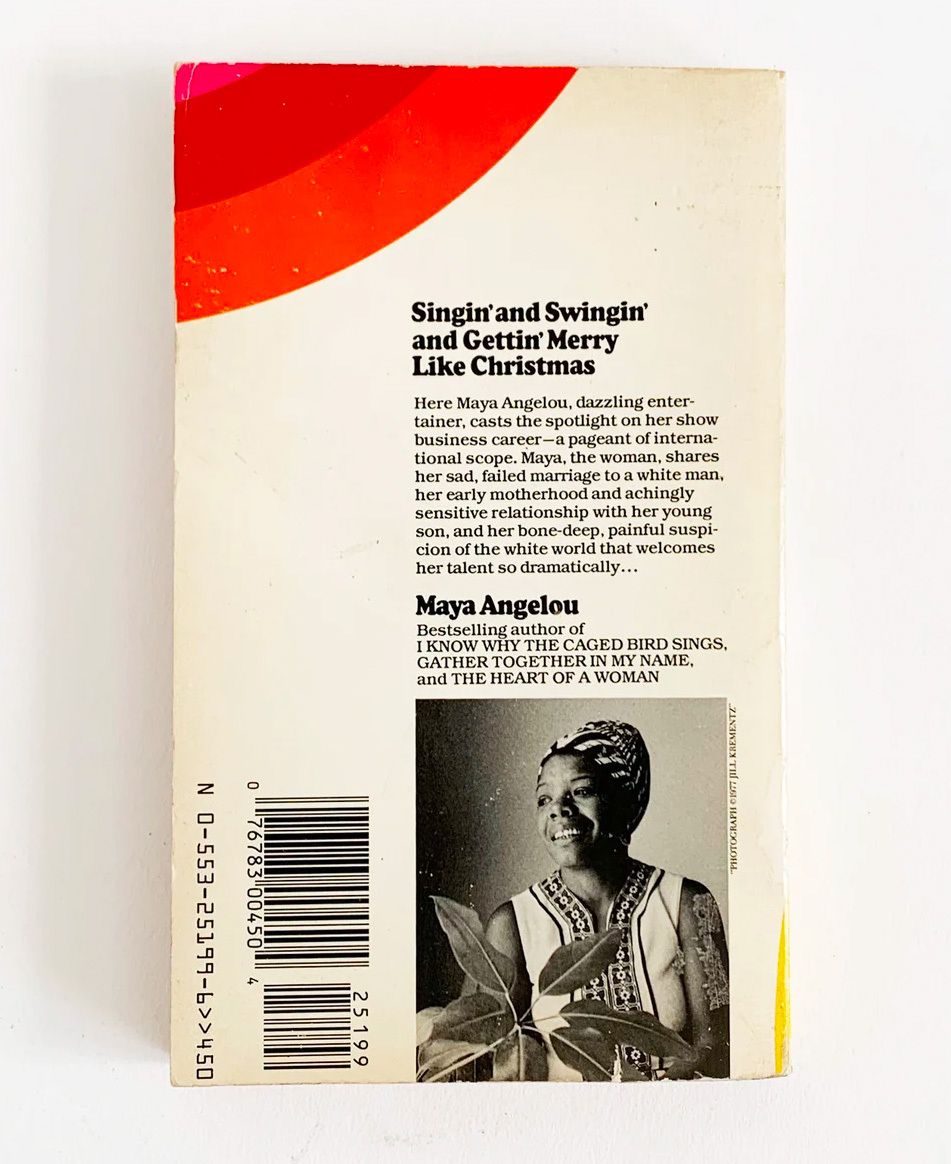 Singin' and Swingin'
and Gettin' Merry
Like Christmas
Here Maya Angelou, dazzling enter-
tainer, casts the spotlight on her show
business career—a pageant of interna-
tional scope. Maya, the woman, shares
her sad, failed marriage to a white man,
her early motherhood and achingly
sensitive relationship with her young
son, and her bone-deep, painful suspi-
cion of the white world that welcomes
her talent so dramatically...
Maya Angelou
Bestselling author of
I KNOW WHY THE CAGED BIRD SINGS,
GATHER TOGETHER IN MY NAME,
and THE HEART OF A WOMAN
"PHOTOGRAPH ©1977 JILL KREMENTZ"
0 76783 00450 4
25199
N 0-553-25199-6>>450